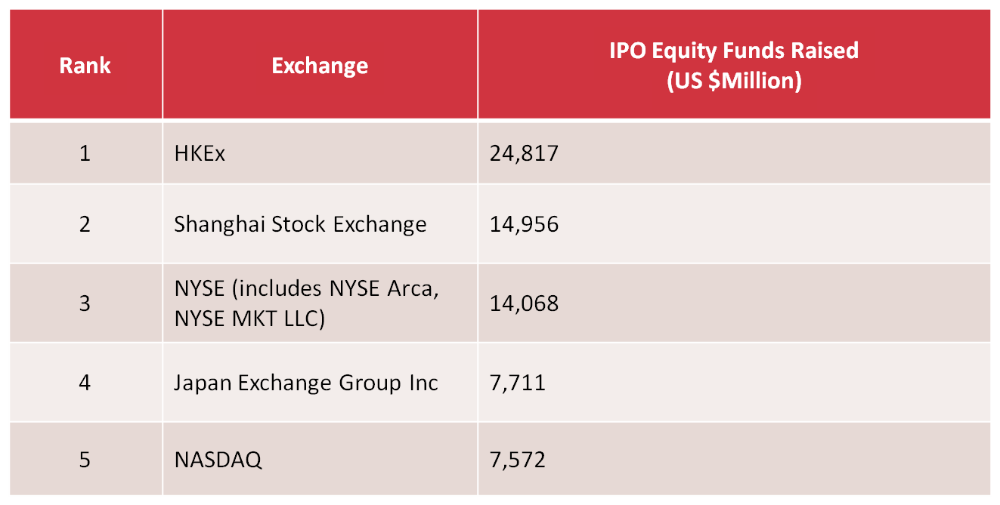 Rank
Exchange
IPO Equity Funds Raised
(US $Million)
1
HKEx
24,817
2
Shanghai Stock Exchange
14,956
3
NYSE (includes NYSE Arca,
NYSE MKT LLC)
14,068
4
Japan Exchange Group Inc
7,711
5
NASDAQ
7,572